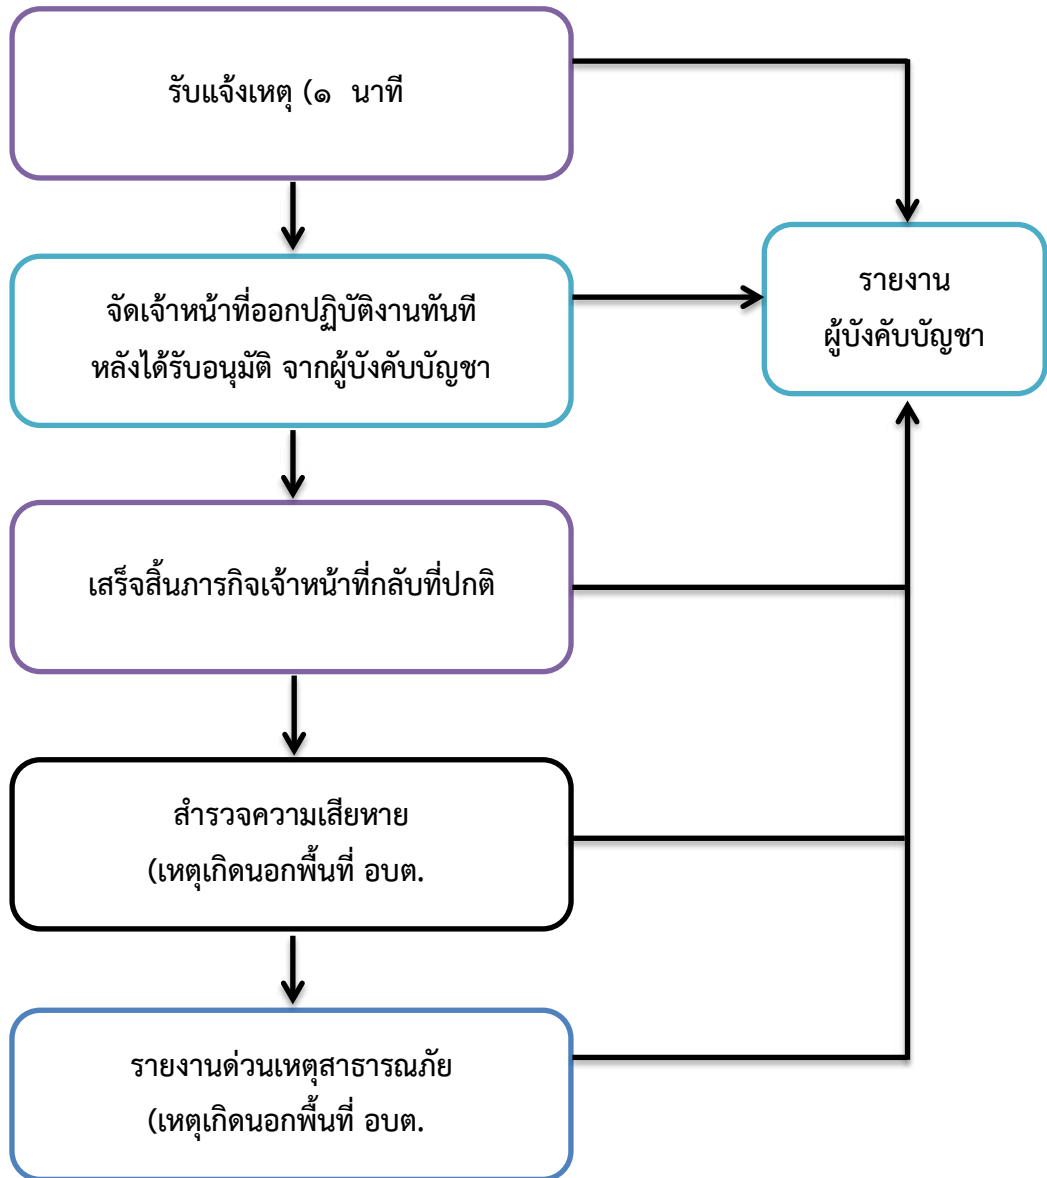 รับแจ้งเหตุ (๑ นาที
จัดเจ้าหน้าที่ออกปฏิบัติงานทันที
หลังได้รับอนุมัติ จากผู้บังคับบัญชา
รายงาน
ผู้บังคับบัญชา
เสร็จสิ้นภารกิจเจ้าหน้าที่กลับที่ปกติ
สำรวจความเสียหาย
(เหตุเกิดนอกพื้นที่ อบต.
รายงานด่วนเหตุสาธารณภัย
(เหตุเกิดนอกพื้นที่ อบต.